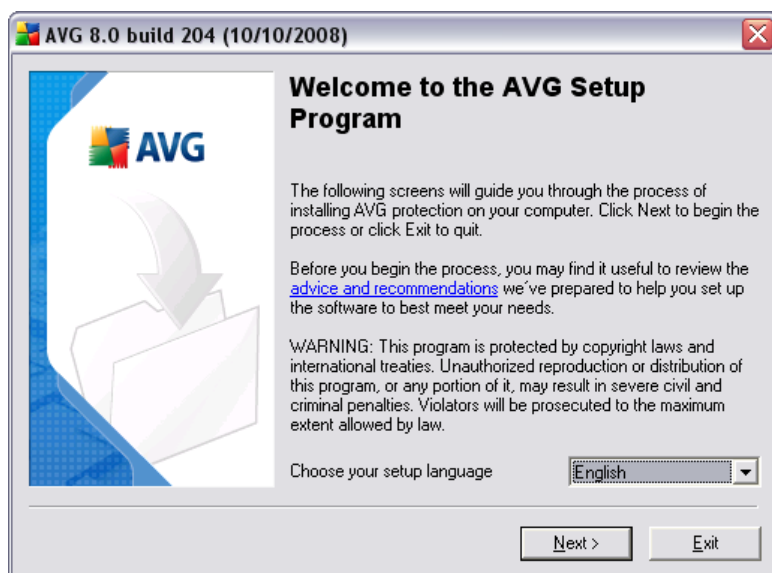 AVG 8.0 build 204 (10/10/2008)
AVG
Welcome to the AVG Setup
Program
The following screens will guide you through the process of
installing AVG protection on your computer. Click Next to begin the
process or click Exit to quit.
Before you begin the process, you may find it useful to review the
advice and recommendations we´ve prepared to help you set up
the software to best meet your needs.
WARNING: This program is protected by copyright laws and
international treaties. Unauthorized reproduction or distribution of
this program, or any portion of it, may result in severe civil and
criminal penalties. Violators will be prosecuted to the maximum
extent allowed by law.
Choose your setup language English
Next > Exit